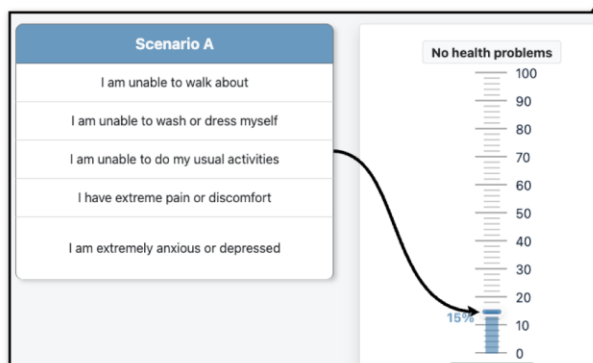 Scenario A
I am unable to walk about
I am unable to wash or dress myself
I am unable to do my usual activities
I have extreme pain or discomfort
I am extremely anxious or depressed
No health problems
100
90
80
70
60
50
40
30
20
15%
10
0